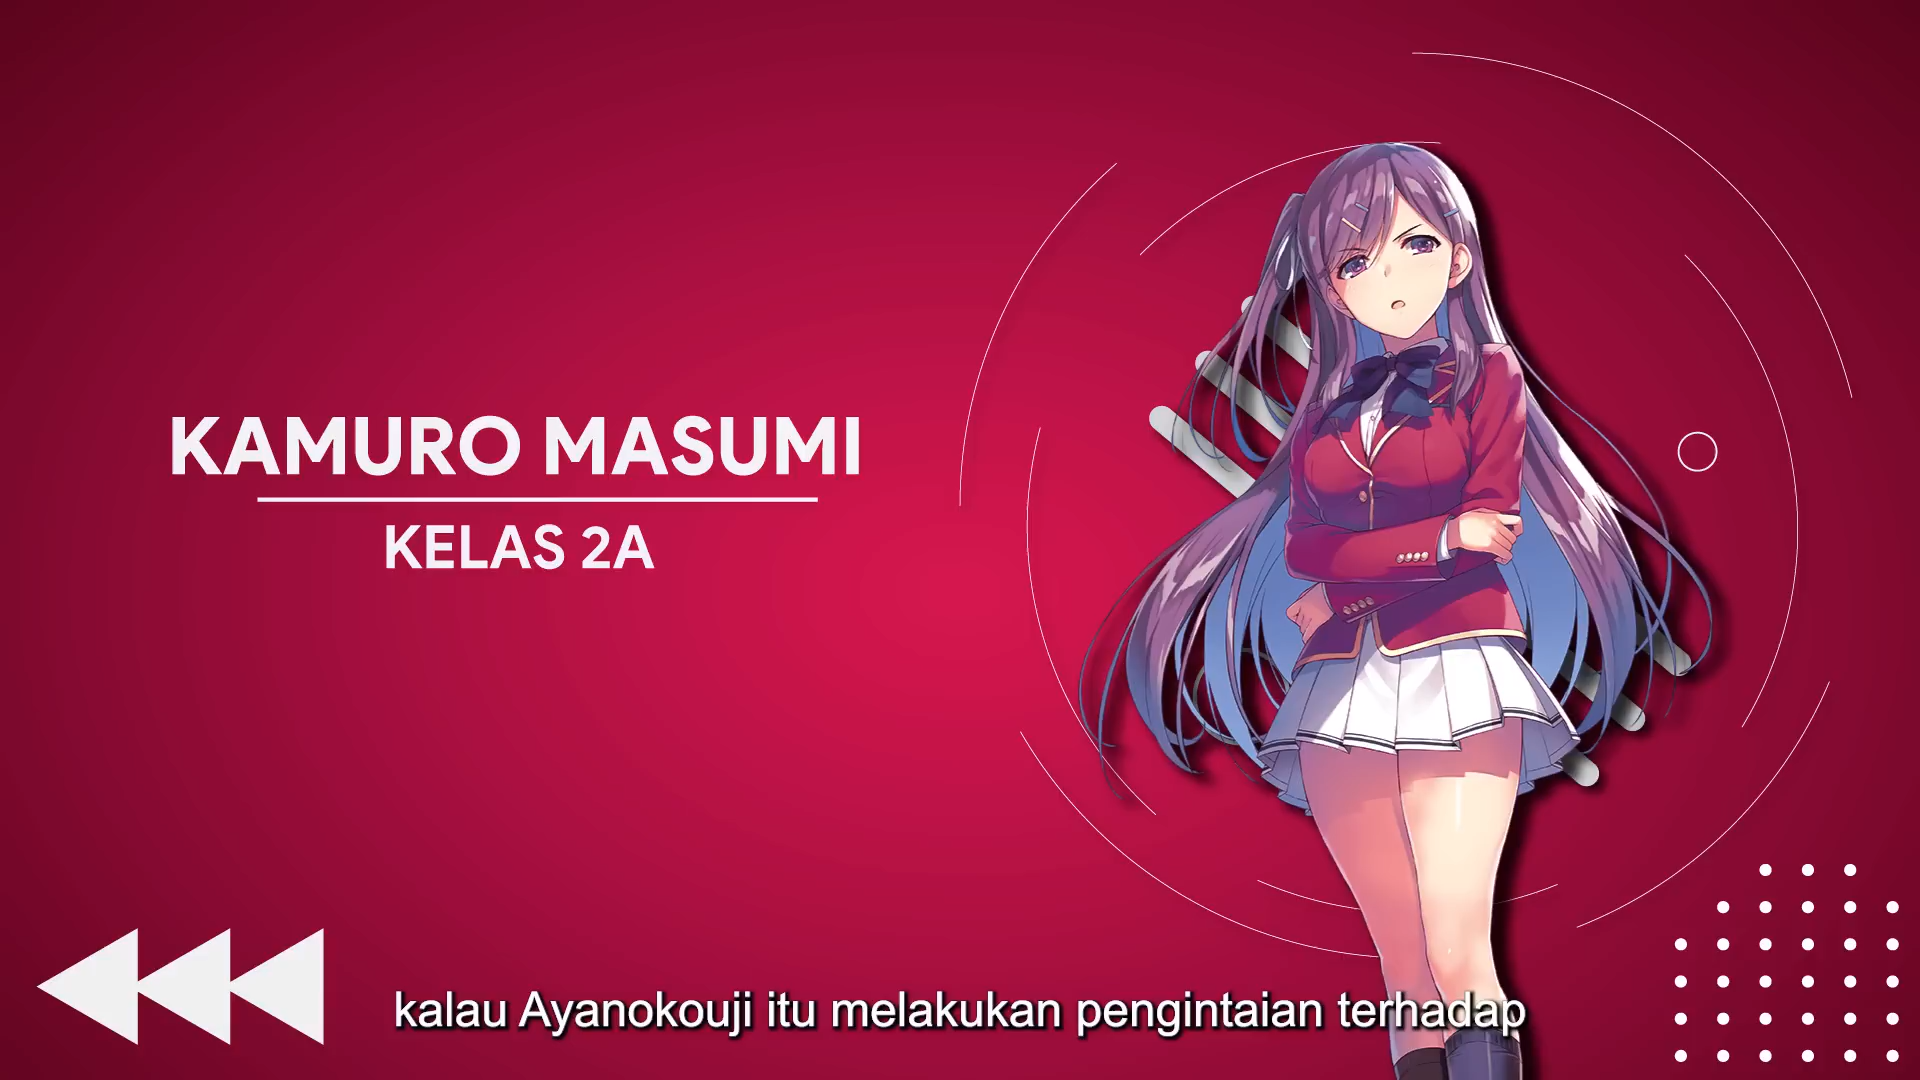 KAMURO MASUMI
KELAS 2A
kalau Ayanokouji itu melakukan pengintaian terhadap